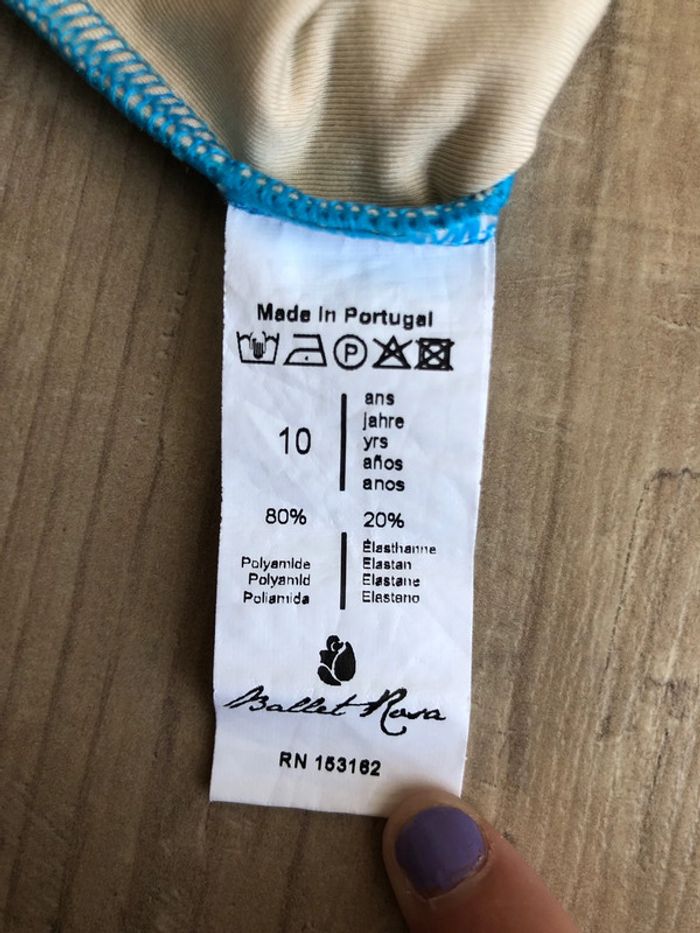 Made In Portugal
P
10
ans
jahre
yrs
años
anos
80%
20%
Polyamide
Polyamid
Poliamida
Élasthanne
Elastan
Elastane
Elastano
Ballet Rosa
RN 153162